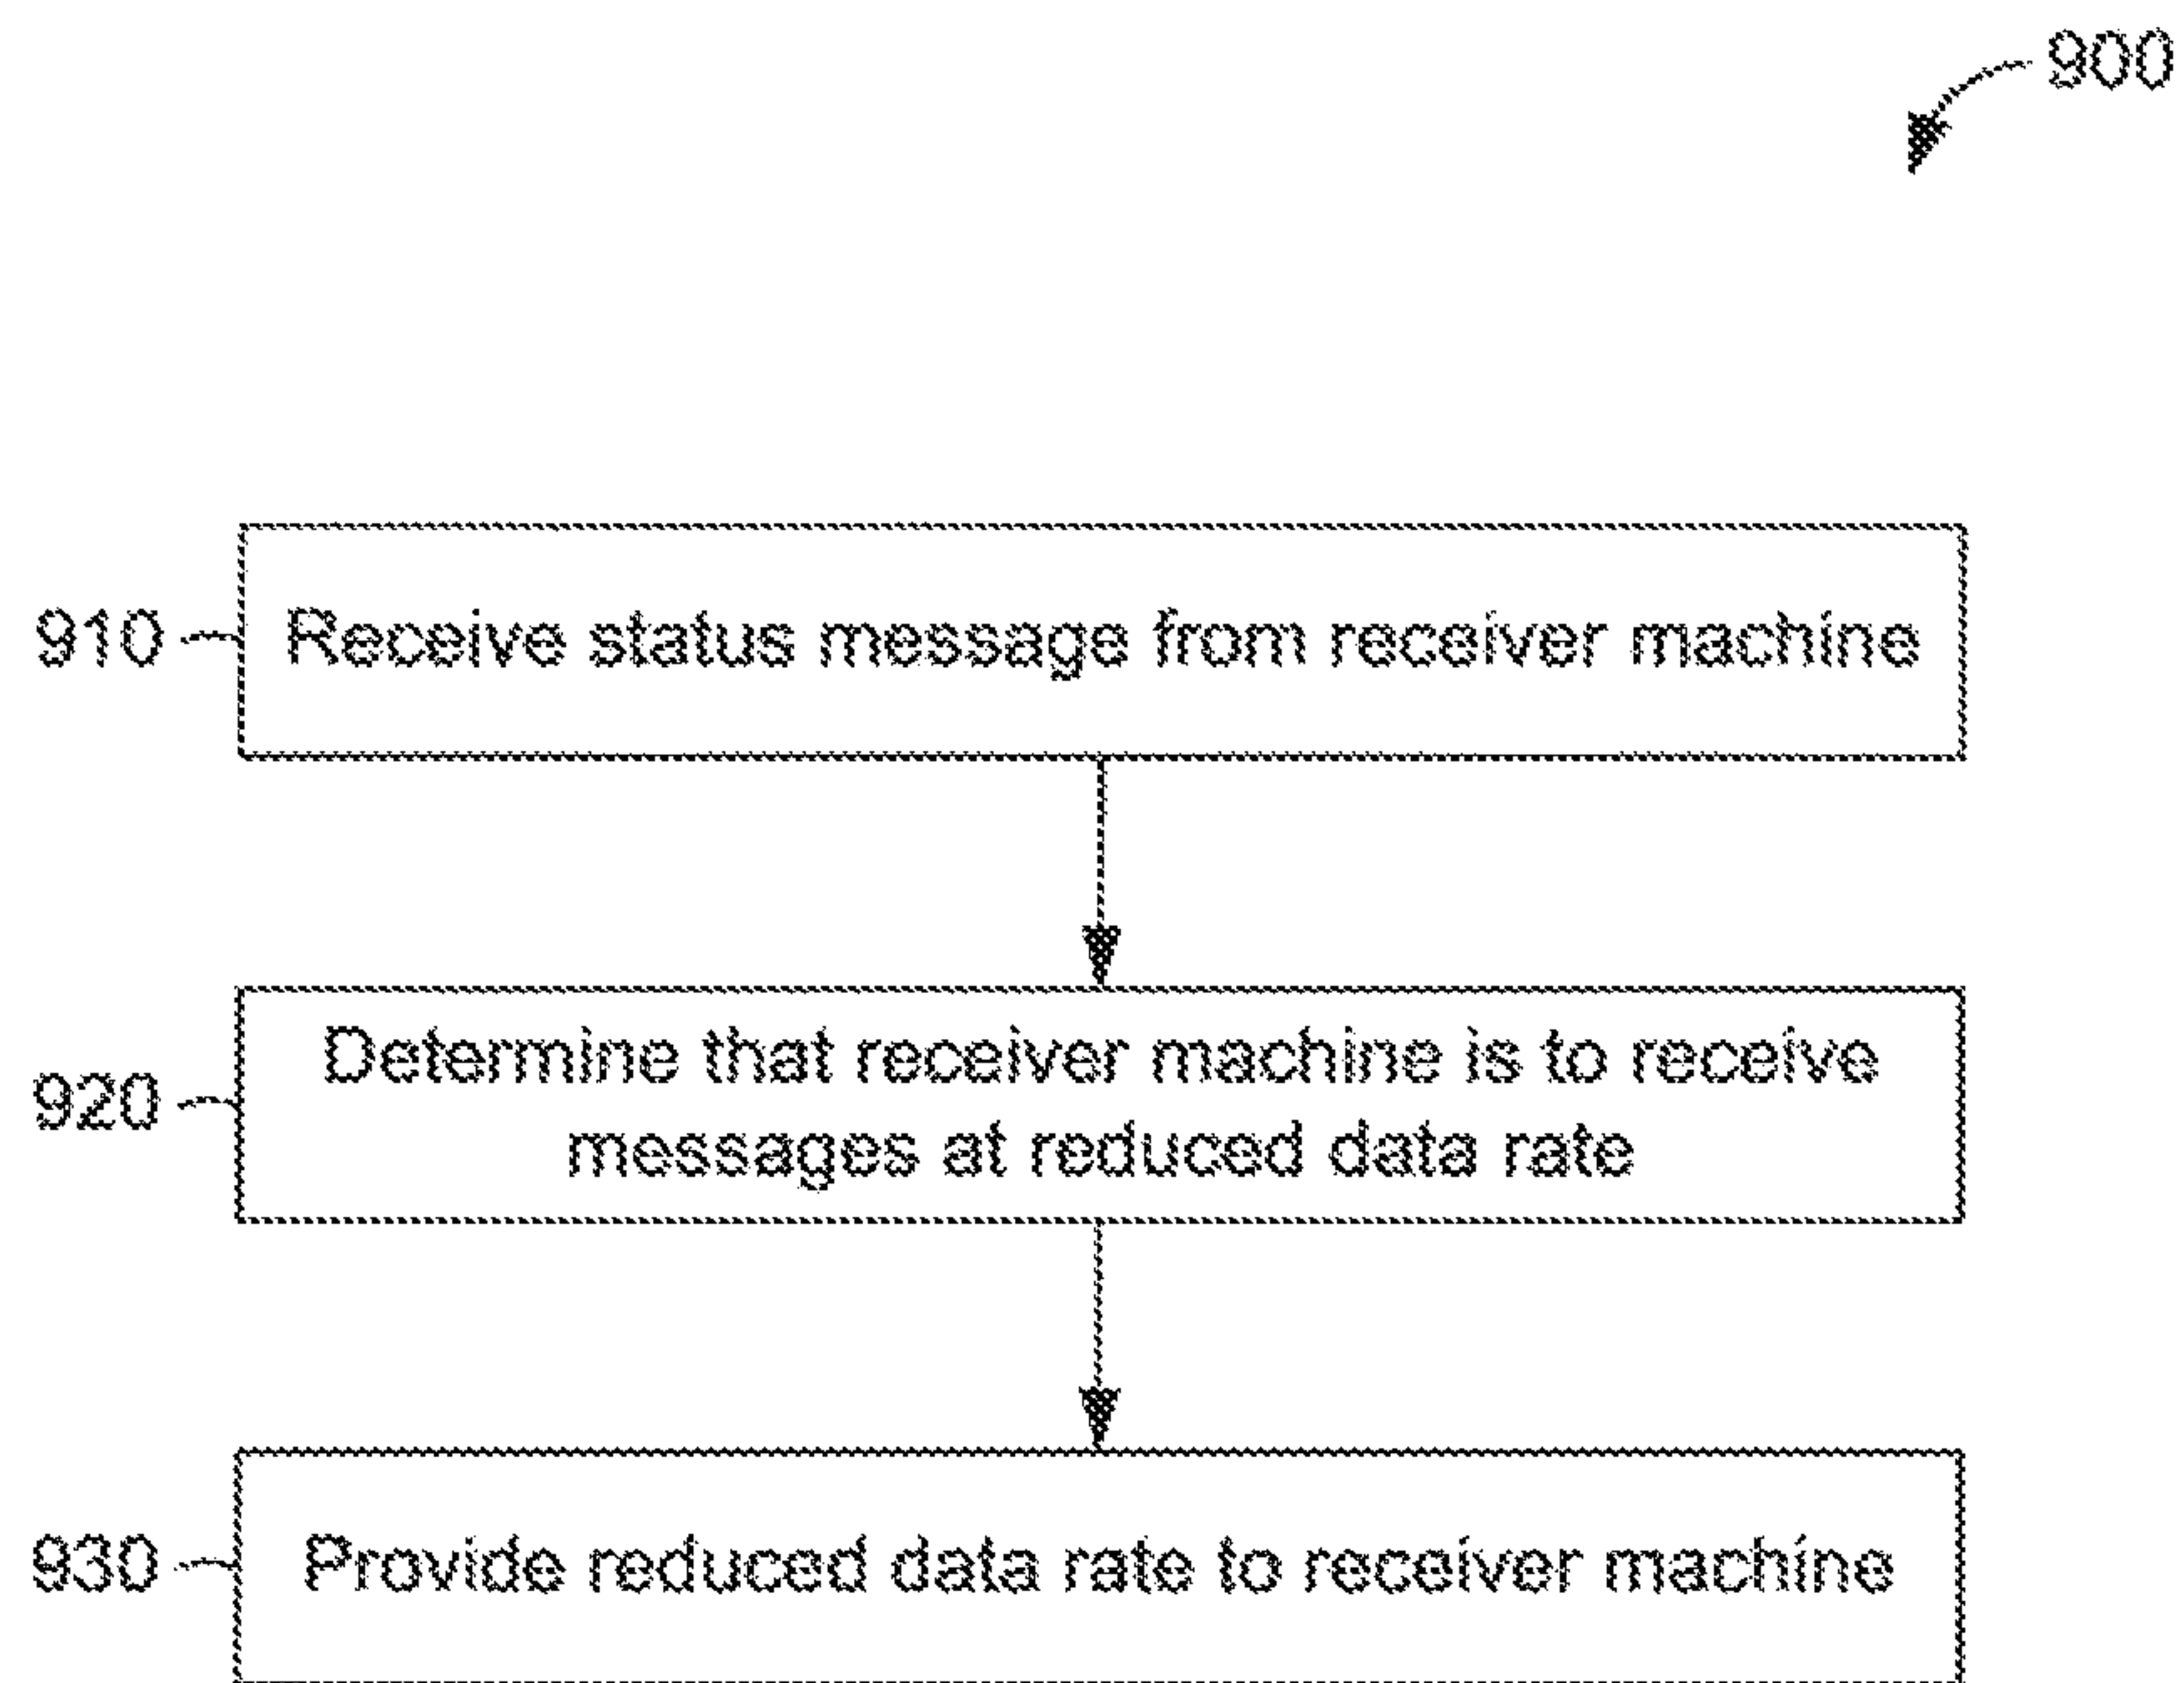 900
910
Receive status message from receiver machine
920
Determine that receiver machine is to receive
messages at reduced data rate
930
Provide reduced data rate to receiver machine